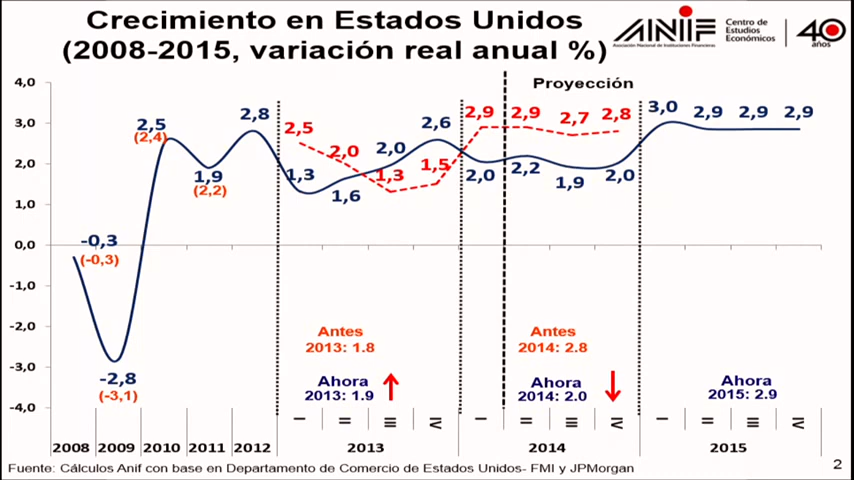 Crecimiento en Estados Unidos
(2008-2015, variación real anual %)
ANIF
Asociación Nacional de Instituciones Financieras
Centro de
Estudios
Económicos
40
años
Proyección
4,0
3,0
2,0
1,0
0,0
-1,0
-2,0
-3,0
-4,0
-0,3
(-0,3)
-2,8
(-3,1)
2,5
(2,4)
1,9
(2,2)
2,8
2,5
2,0
1,3
1,5
1,3
1,6
2,0
2,6
2,9
2,9
2,7
2,8
2,0
2,2
1,9
2,0
3,0
2,9
2,9
2,9
Antes
2013: 1.8
Ahora
2013: 1.9
Antes
2014: 2.8
Ahora
2014: 2.0
Ahora
2015: 2.9
I II III IV I II III IV I II III IV
2008 2009 2010 2011 2012 2013 2014 2015
Fuente: Cálculos Anif con base en Departamento de Comercio de Estados Unidos- FMI y JPMorgan
2